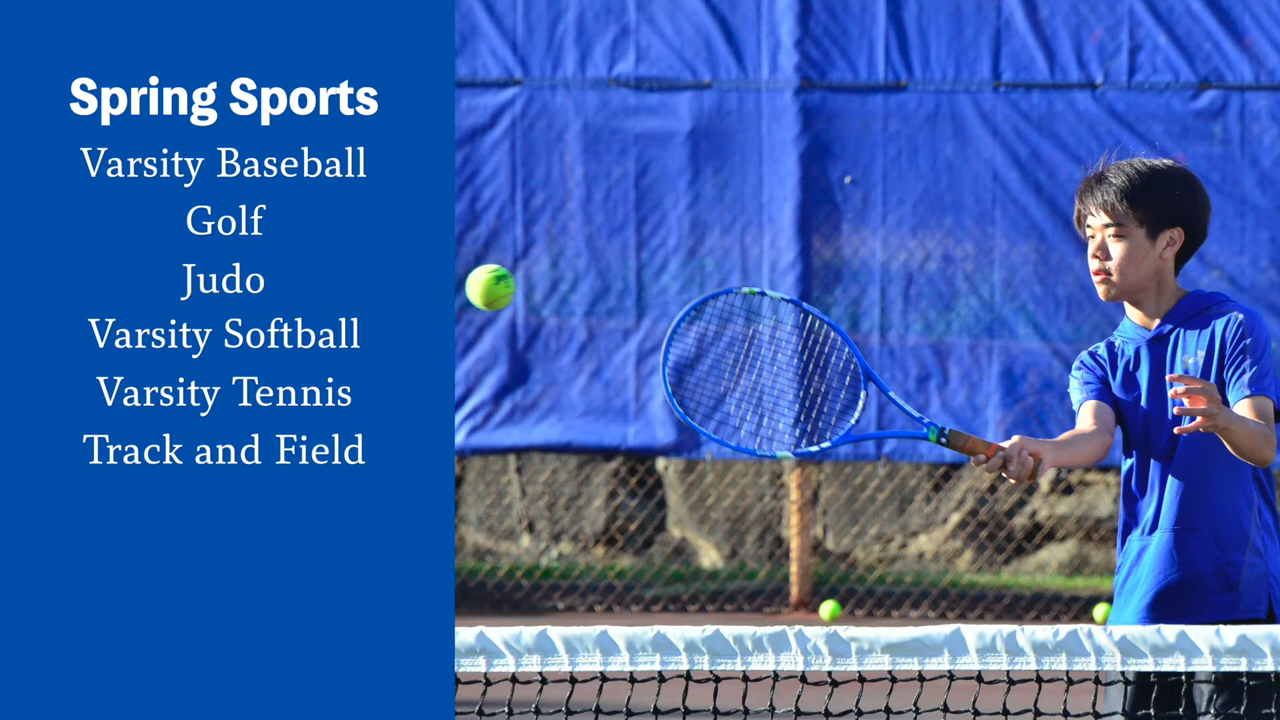 Spring Sports
Varsity Baseball
Golf
Judo
Varsity Softball
Varsity Tennis
Track and Field